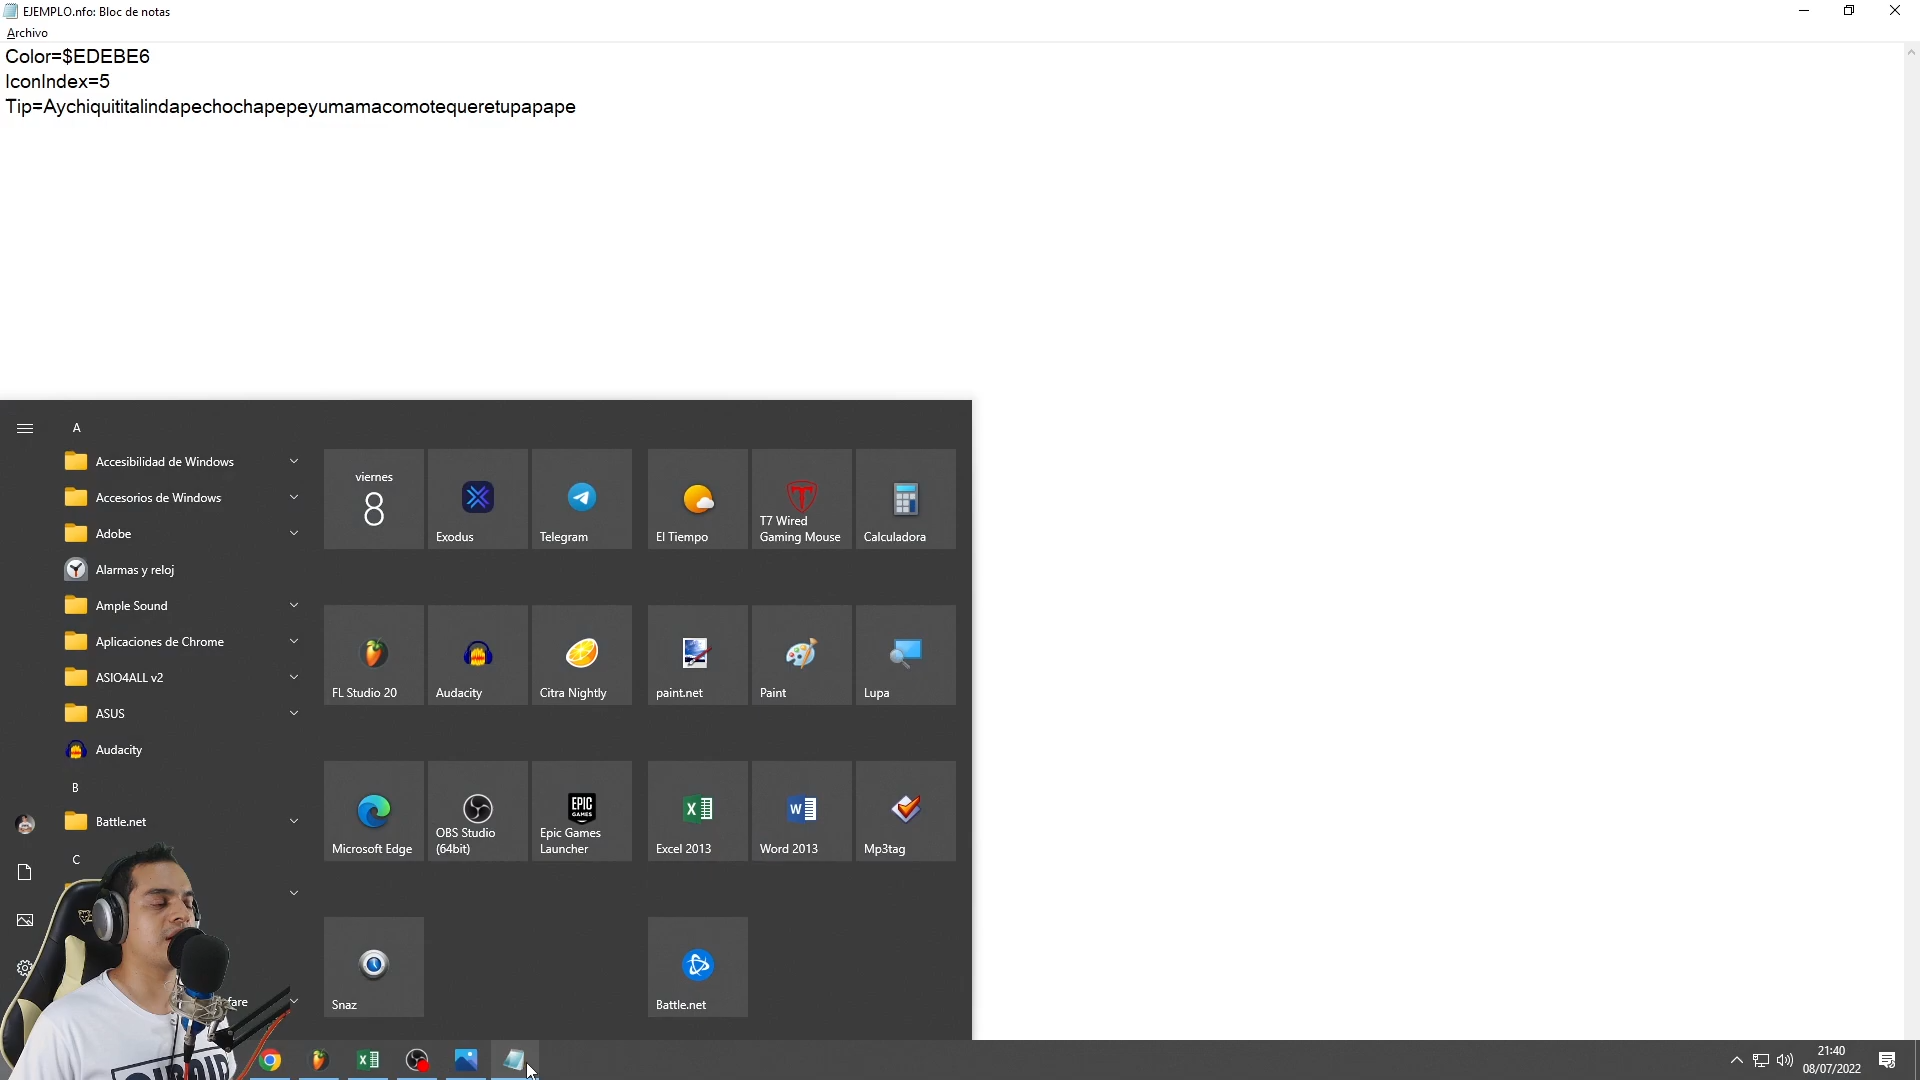 EJEMPLO.nfo: Bloc de notas
Archivo
Color=$EDEBE6
IconIndex=5
Tip=Aychiquititalindapechochapepeyumamacomotequeretupapape
A
Accesibilidad de Windows
Accesorios de Windows
Adobe
Alarmas y reloj
Ample Sound
Aplicaciones de Chrome
ASIO4ALL v2
ASUS
Audacity
B
Battle.net
C
fare
viernes
8
Exodus
Telegram
El Tiempo
T7 Wired
Gaming Mouse
Calculadora
FL Studio 20
Audacity
Citra Nightly
paint.net
Paint
Lupa
Microsoft Edge
OBS Studio
(64bit)
EPIC
GAMES
Epic Games
Launcher
Excel 2013
Word 2013
Mp3tag
Snaz
Battle.net
21:40
08/07/2022